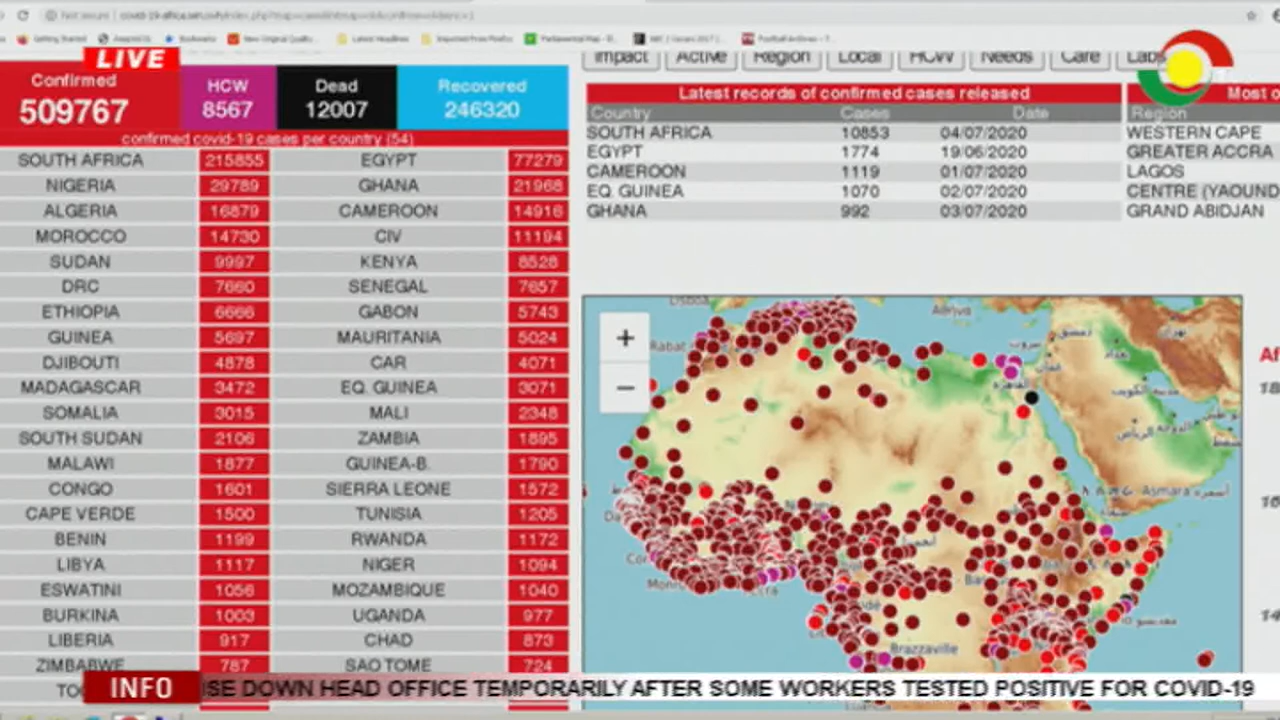 LIVE
Confirmed
509767
HCW
8567
Dead
12007
Recovered
246320
confirmed covid-19 cases per country (54)
SOUTH AFRICA 215855 EGYPT 77279
NIGERIA 29789 GHANA 21968
ALGERIA 16879 CAMEROON 14916
MOROCCO 14730 CIV 11194
SUDAN 9997 KENYA 8528
DRC 7660 SENEGAL 7657
ETHIOPIA 6666 GABON 5743
GUINEA 5697 MAURITANIA 5024
DJIBOUTI 4878 CAR 4071
MADAGASCAR 3472 EQ. GUINEA 3071
SOMALIA 3015 MALI 2348
SOUTH SUDAN 2106 ZAMBIA 1895
MALAWI 1877 GUINEA-B. 1790
CONGO 1601 SIERRA LEONE 1572
CAPE VERDE 1500 TUNISIA 1205
BENIN 1199 RWANDA 1172
LIBYA 1117 NIGER 1094
ESWATINI 1056 MOZAMBIQUE 1040
BURKINA 1003 UGANDA 977
LIBERIA 917 CHAD 873
ZIMBABWE 787 SAO TOME 724
Impact Active Region Local HCW Needs Care Labs
Latest records of confirmed cases released
Country Cases Date
SOUTH AFRICA 10853 04/07/2020
EGYPT 1774 19/06/2020
CAMEROON 1119 01/07/2020
EQ. GUINEA 1070 02/07/2020
GHANA 992 03/07/2020
Most o
Region
WESTERN CAPE
GREATER ACCRA
LAGOS
CENTRE (YAOUND
GRAND ABIDJAN
+
−
Lisboa
Rabat
Asmara
Brazzaville
INFO
ISE DOWN HEAD OFFICE TEMPORARILY AFTER SOME WORKERS TESTED POSITIVE FOR COVID-19